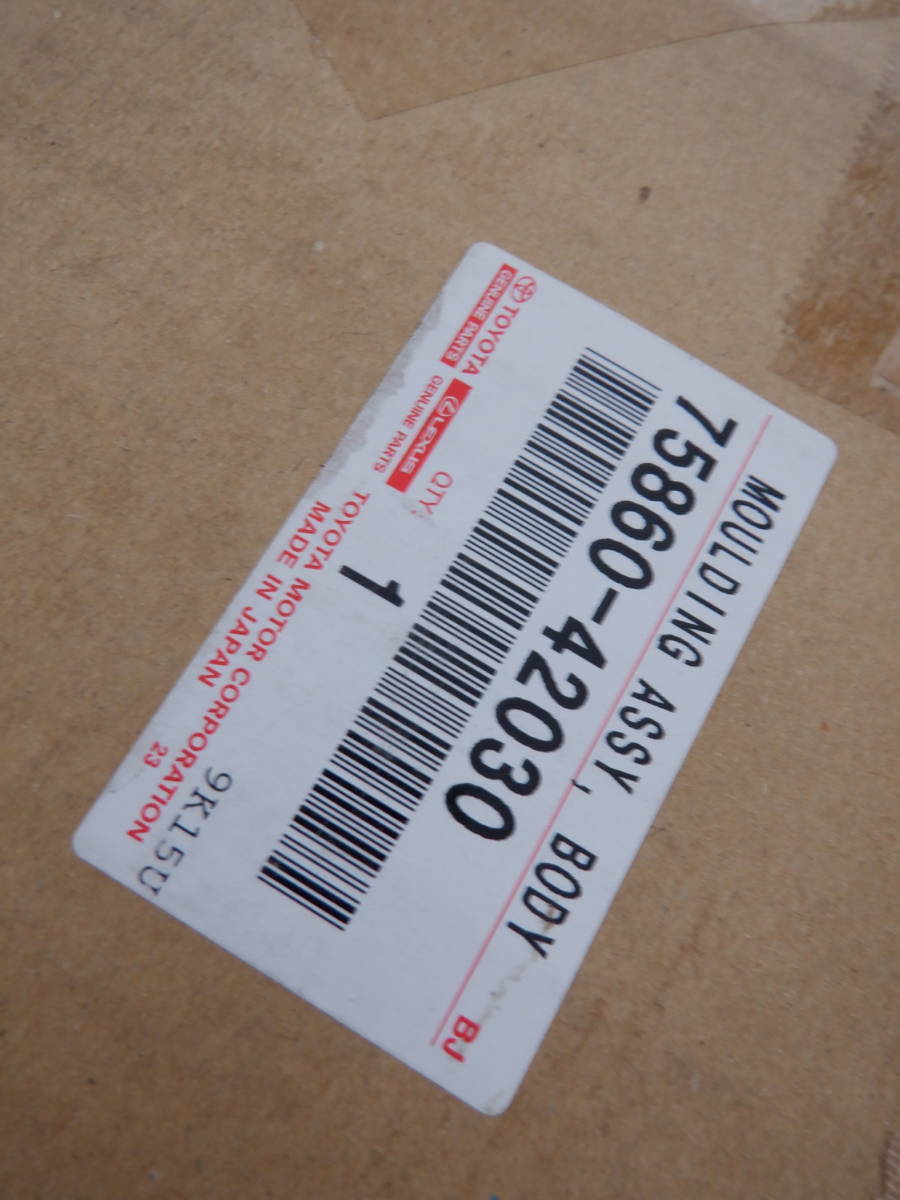 MOULDING ASSY, BODY
BJ
75860-42030
QTY:
1
TOYOTA
GENUINE PARTS
LEXUS
GENUINE PARTS
TOYOTA MOTOR CORPORATION
MADE IN JAPAN
23
9K15U